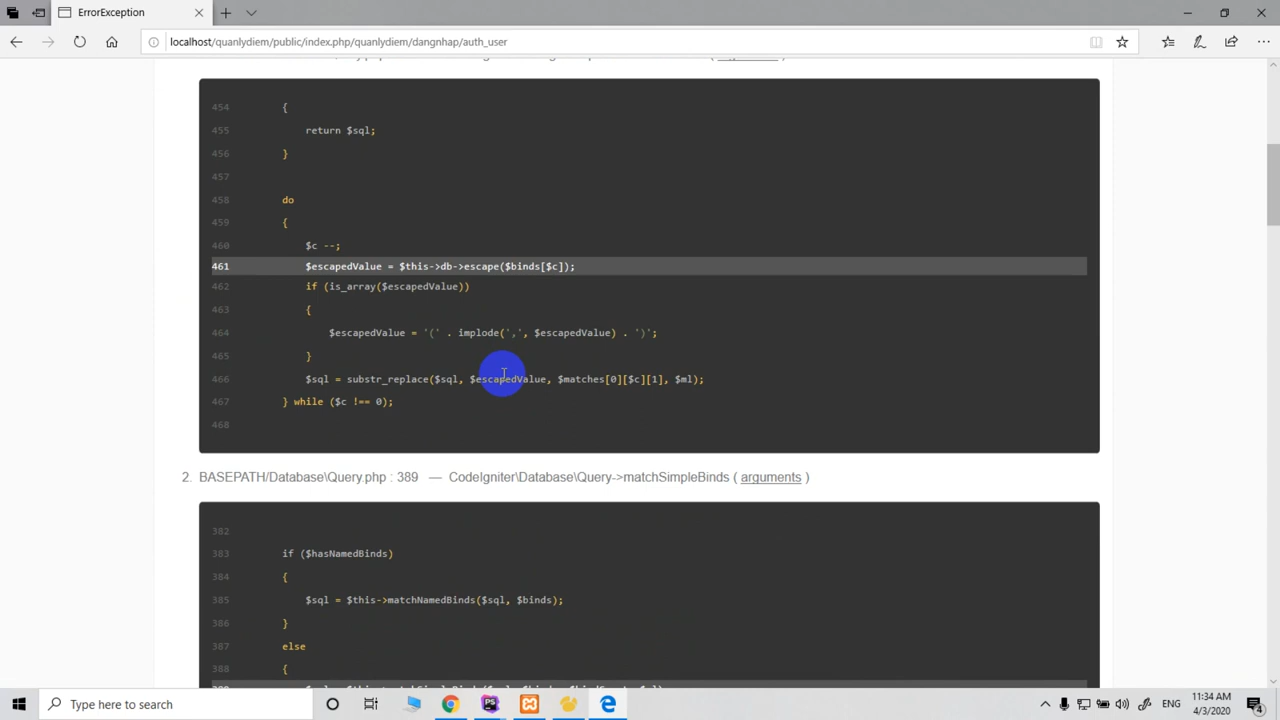 ErrorException
localhost/quanlydiem/public/index.php/quanlydiem/dangnhap/auth_user
454 {
455 return $sql;
456 }
457
458 do
459 {
460 $c --;
461 $escapedValue = $this->db->escape($binds[$c]);
462 if (is_array($escapedValue))
463 {
464 $escapedValue = '(' . implode(',', $escapedValue) . ')';
465 }
466 $sql = substr_replace($sql, $escapedValue, $matches[0][$c][1], $ml);
467 } while ($c !== 0);
468
2. BASEPATH/Database\Query.php : 389 — CodeIgniter\Database\Query->matchSimpleBinds ( arguments )
382
383 if ($hasNamedBinds)
384 {
385 $sql = $this->matchNamedBinds($sql, $binds);
386 }
387 else
388 {
Type here to search
PS
ENG
11:34 AM
4/3/2020
4